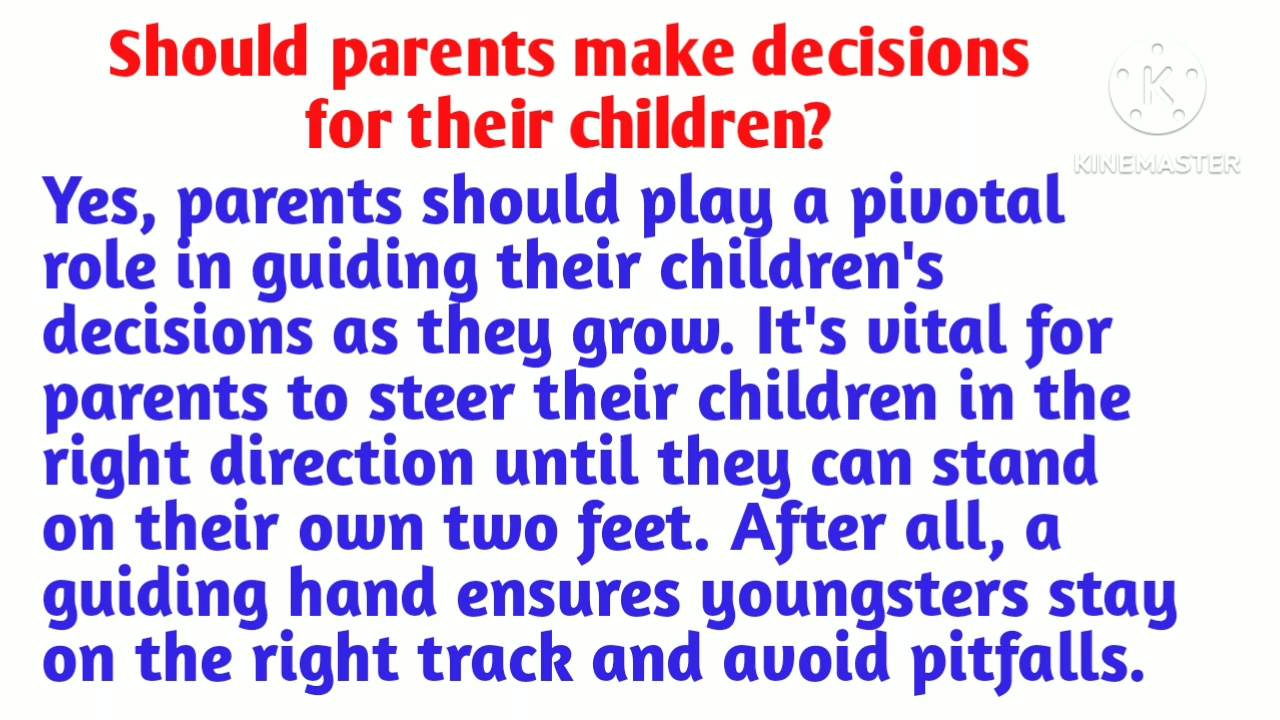 Should parents make decisions
for their children?
K
KINEMASTER
Yes, parents should play a pivotal
role in guiding their children's
decisions as they grow. It's vital for
parents to steer their children in the
right direction until they can stand
on their own two feet. After all, a
guiding hand ensures youngsters stay
on the right track and avoid pitfalls.